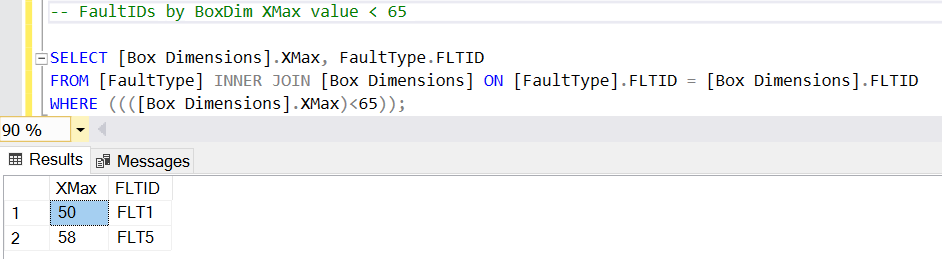 -- FaultIDs by BoxDim XMax value < 65
SELECT [Box Dimensions].XMax, FaultType.FLTID
FROM [FaultType] INNER JOIN [Box Dimensions] ON [FaultType].FLTID = [Box Dimensions].FLTID
WHERE ((([Box Dimensions].XMax)<65));
90 %
Results Messages
XMax FLTID
1 50 FLT1
2 58 FLT5